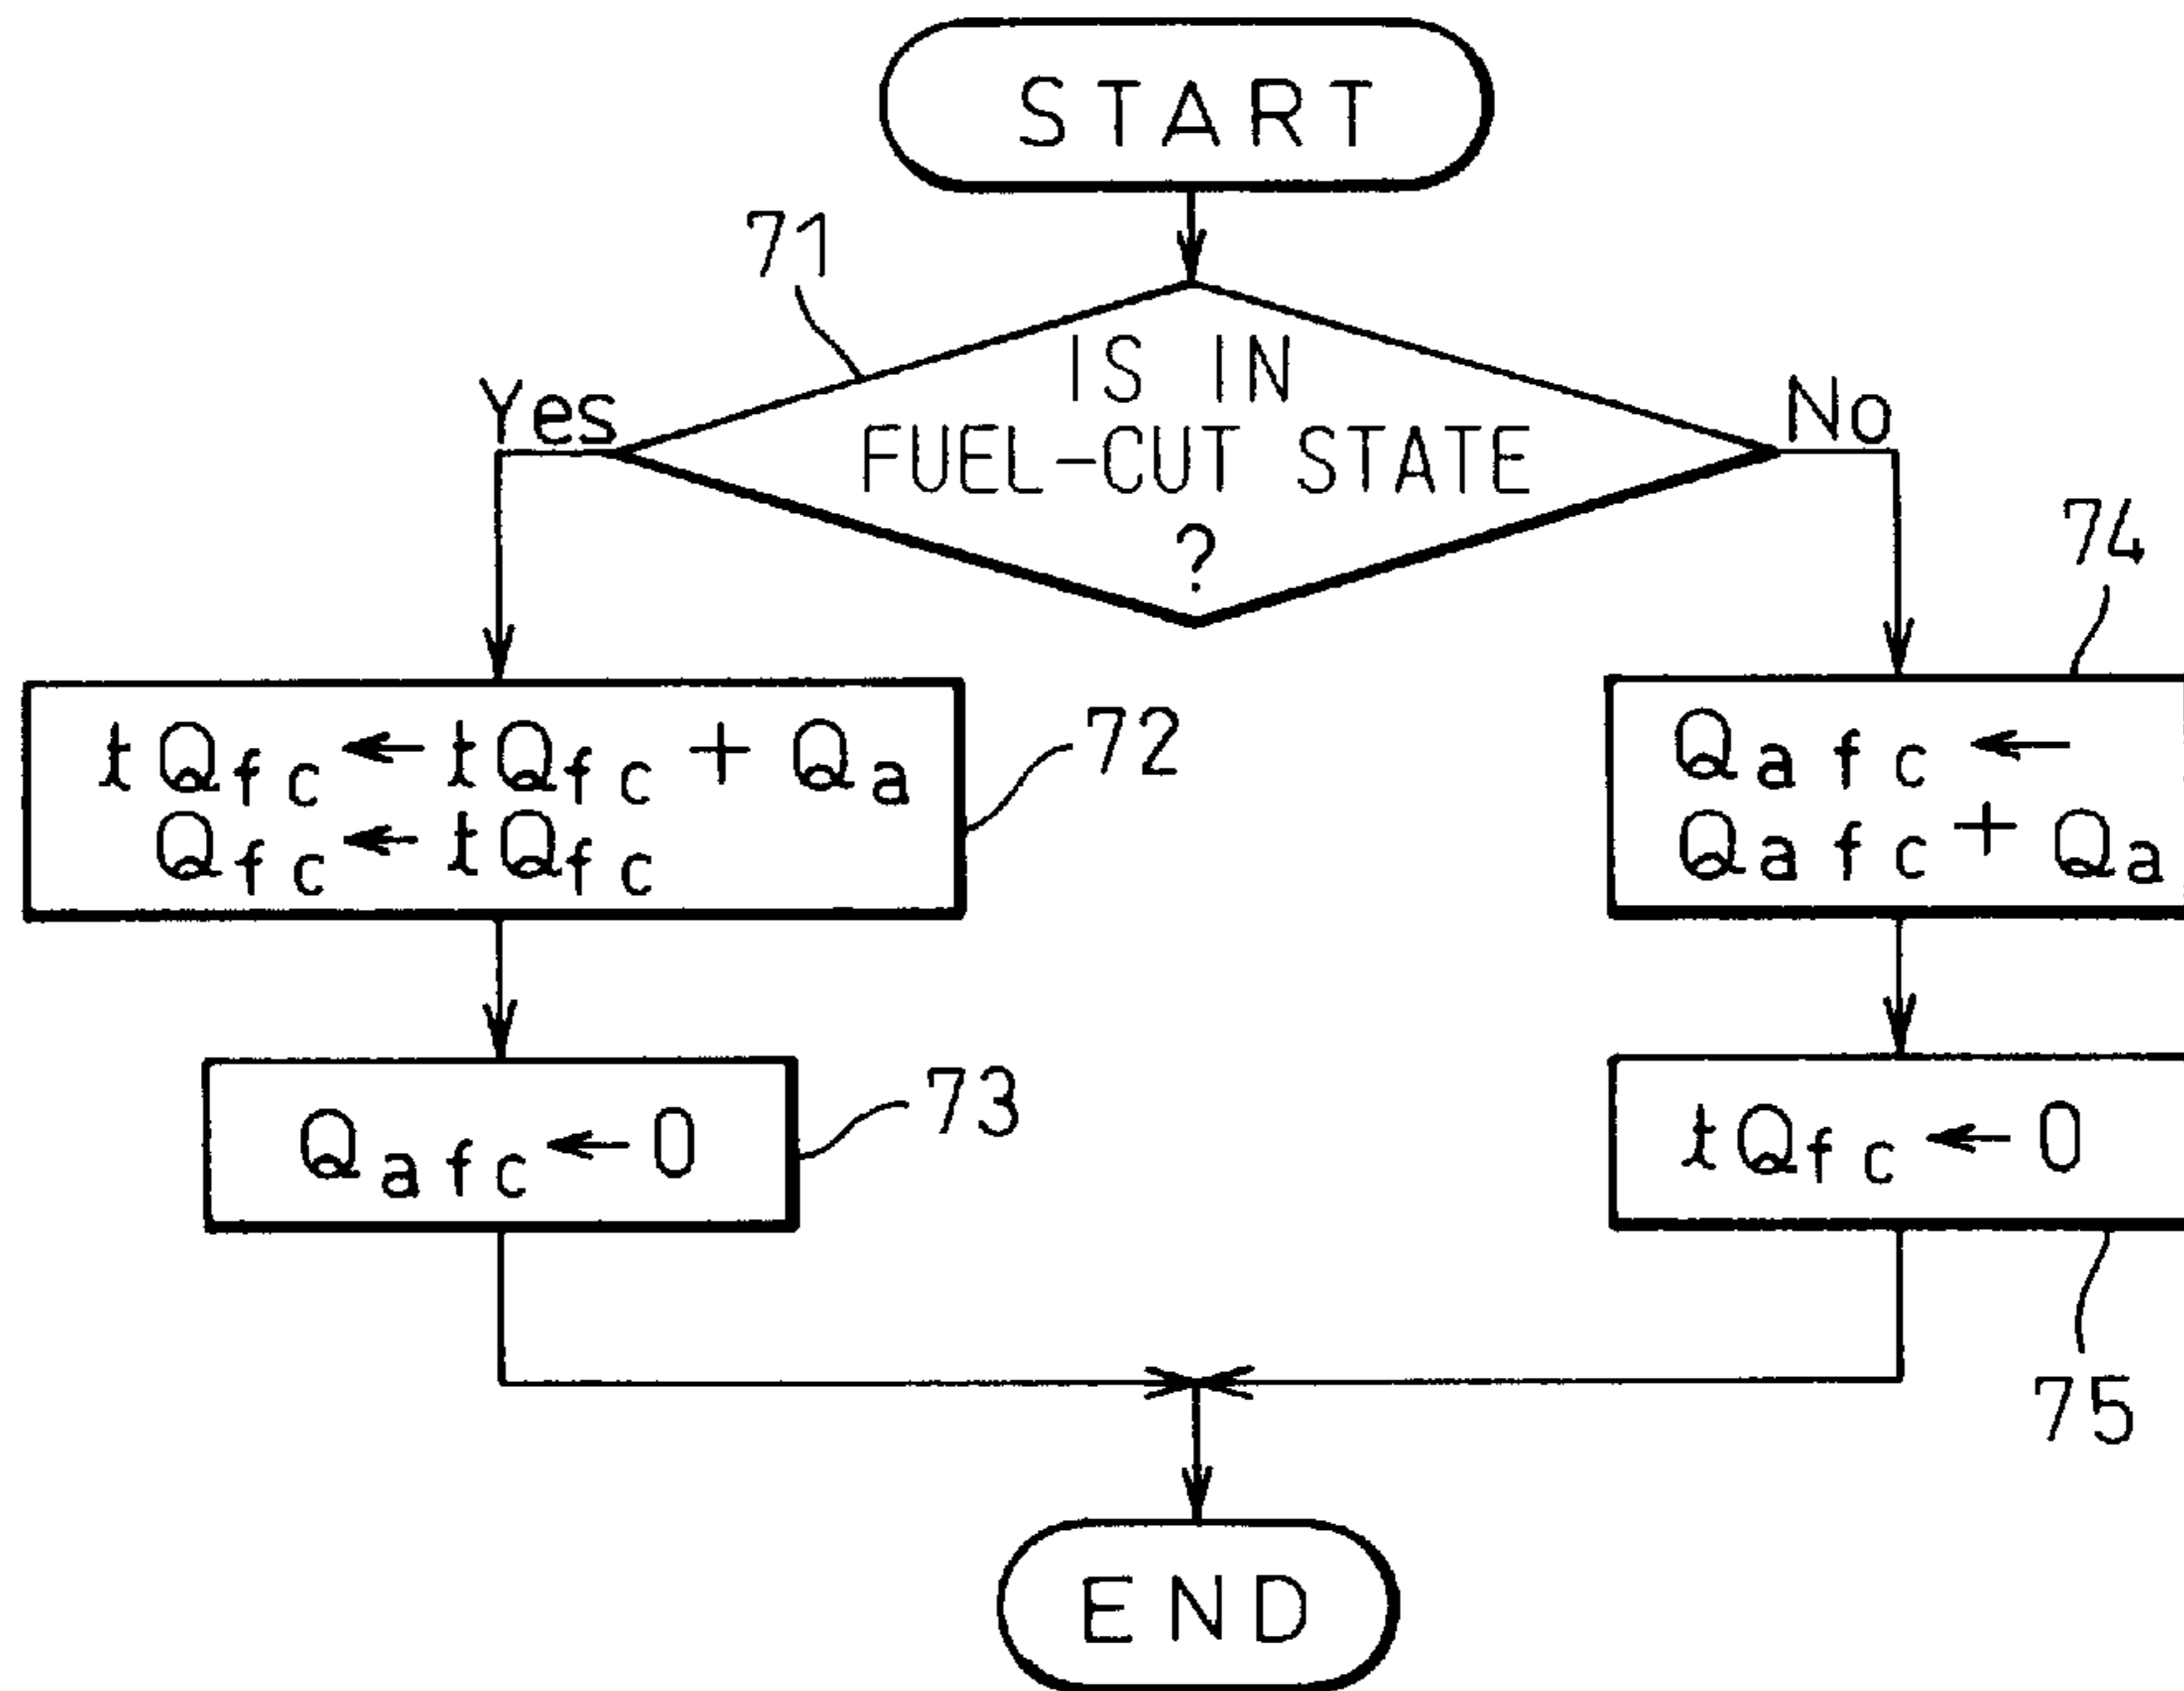 START
71
IS IN
FUEL-CUT STATE
?
Yes
No
72
tQfc ← tQfc + Qa
Qfc ← tQfc
74
Qafc ←
Qafc + Qa
73
Qafc ← 0
tQfc ← 0
75
END